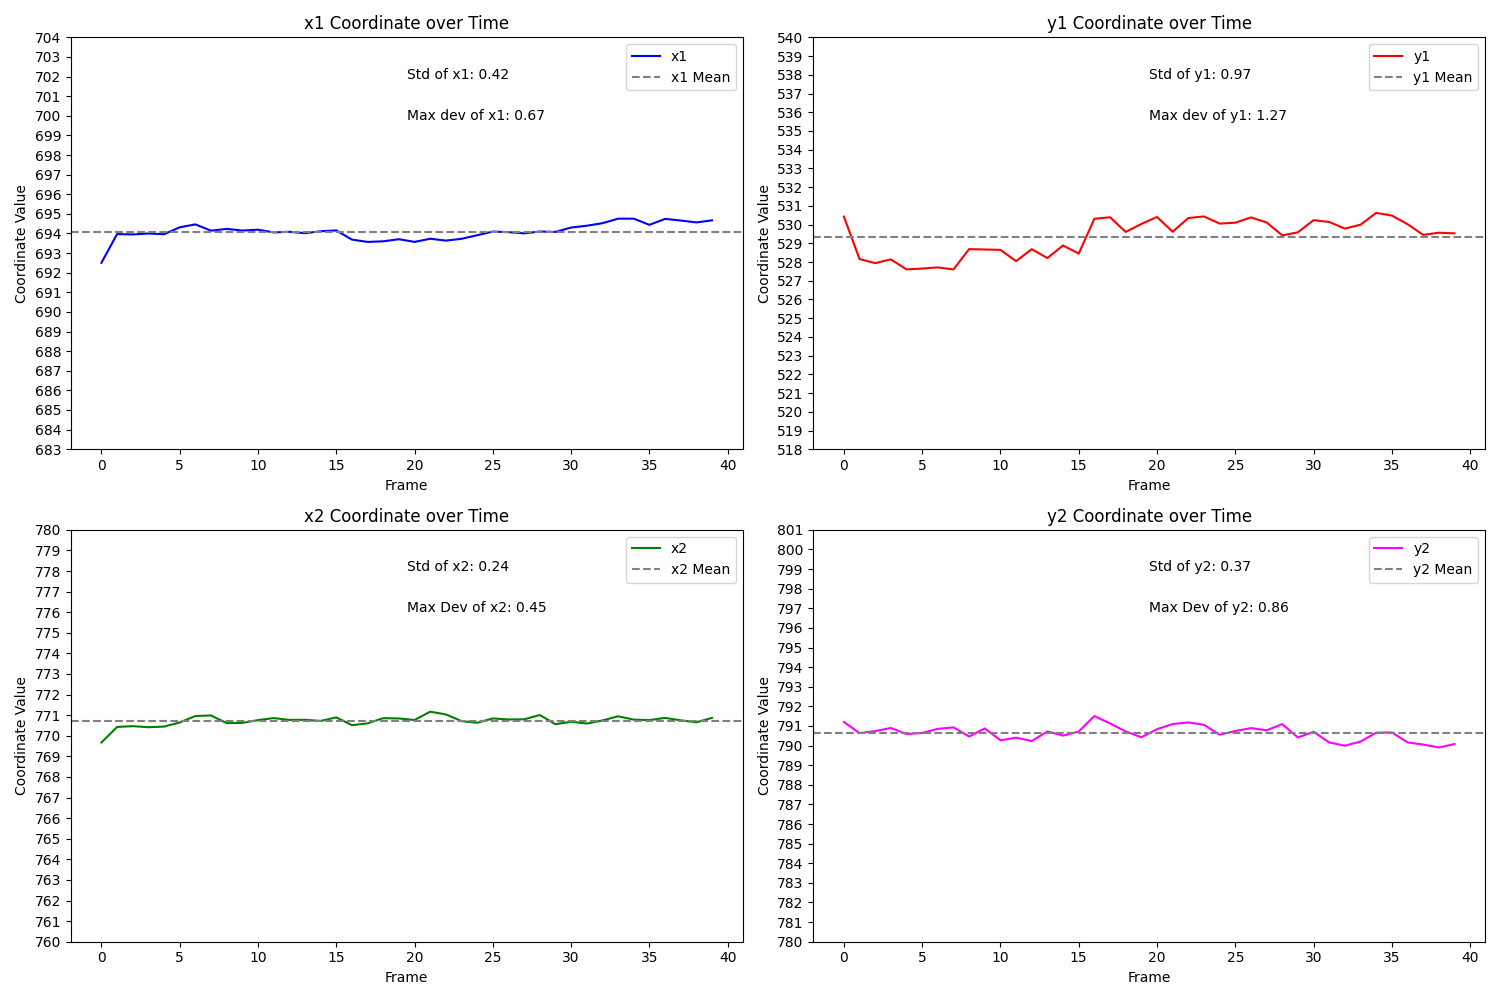 x1 Coordinate over Time
Coordinate Value
704
703
702
701
700
699
698
697
696
695
694
693
692
691
690
689
688
687
686
685
684
683
Std of x1: 0.42
Max dev of x1: 0.67
x1
x1 Mean
0 5 10 15 20 25 30 35 40
Frame
y1 Coordinate over Time
Coordinate Value
540
539
538
537
536
535
534
533
532
531
530
529
528
527
526
525
524
523
522
521
520
519
518
Std of y1: 0.97
Max dev of y1: 1.27
y1
y1 Mean
0 5 10 15 20 25 30 35 40
Frame
x2 Coordinate over Time
Coordinate Value
780
779
778
777
776
775
774
773
772
771
770
769
768
767
766
765
764
763
762
761
760
Std of x2: 0.24
Max Dev of x2: 0.45
x2
x2 Mean
0 5 10 15 20 25 30 35 40
Frame
y2 Coordinate over Time
Coordinate Value
801
800
799
798
797
796
795
794
793
792
791
790
789
788
787
786
785
784
783
782
781
780
Std of y2: 0.37
Max Dev of y2: 0.86
y2
y2 Mean
0 5 10 15 20 25 30 35 40
Frame